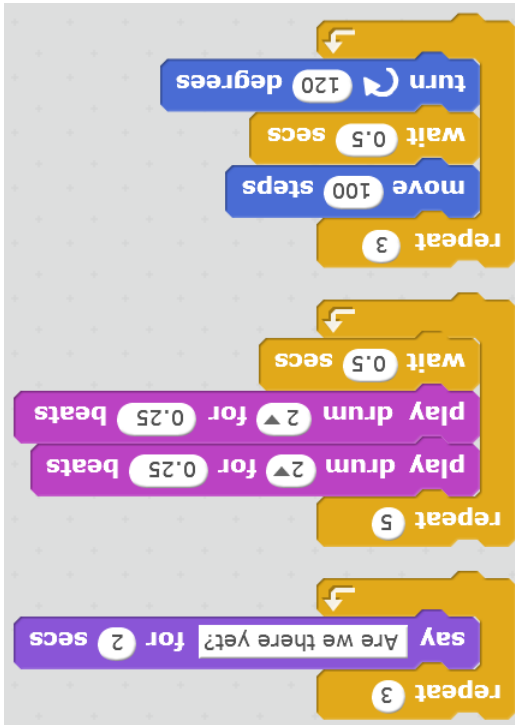 repeat 3
say Are we there yet? for 2 secs
repeat 5
play drum 2 for 0.25 beats
play drum 2 for 0.25 beats
wait 0.5 secs
repeat 3
move 100 steps
wait 0.5 secs
turn 120 degrees